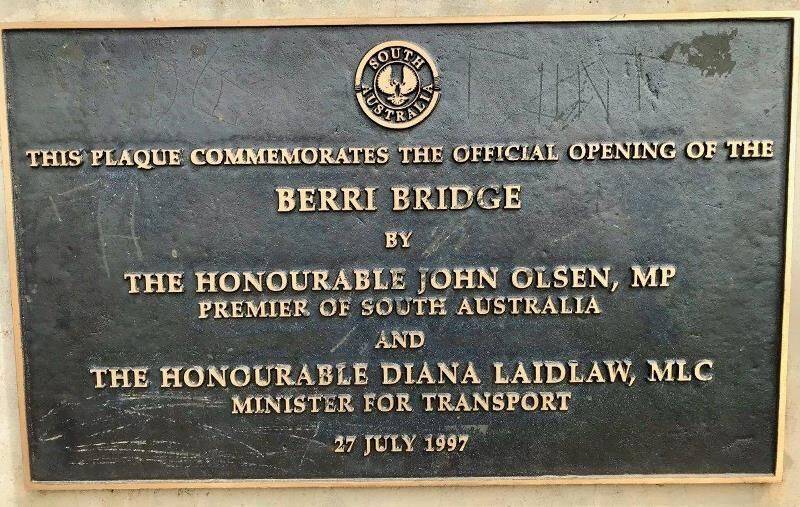 SOUTH
AUSTRALIA
THIS PLAQUE COMMEMORATES THE OFFICIAL OPENING OF THE
BERRI BRIDGE
BY
THE HONOURABLE JOHN OLSEN, MP
PREMIER OF SOUTH AUSTRALIA
AND
THE HONOURABLE DIANA LAIDLAW, MLC
MINISTER FOR TRANSPORT
27 JULY 1997